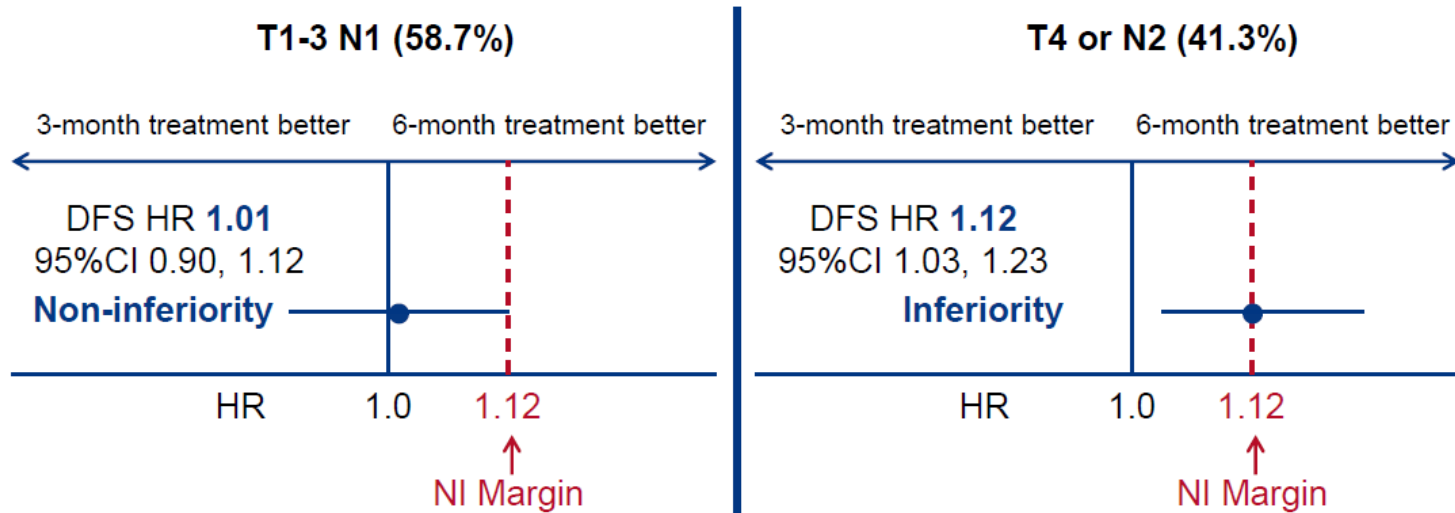 T1-3 N1 (58.7%)
3-month treatment better
6-month treatment better
DFS HR 1.01
95%CI 0.90, 1.12
Non-inferiority
HR
1.0
1.12
NI Margin
T4 or N2 (41.3%)
3-month treatment better
6-month treatment better
DFS HR 1.12
95%CI 1.03, 1.23
Inferiority
HR
1.0
1.12
NI Margin